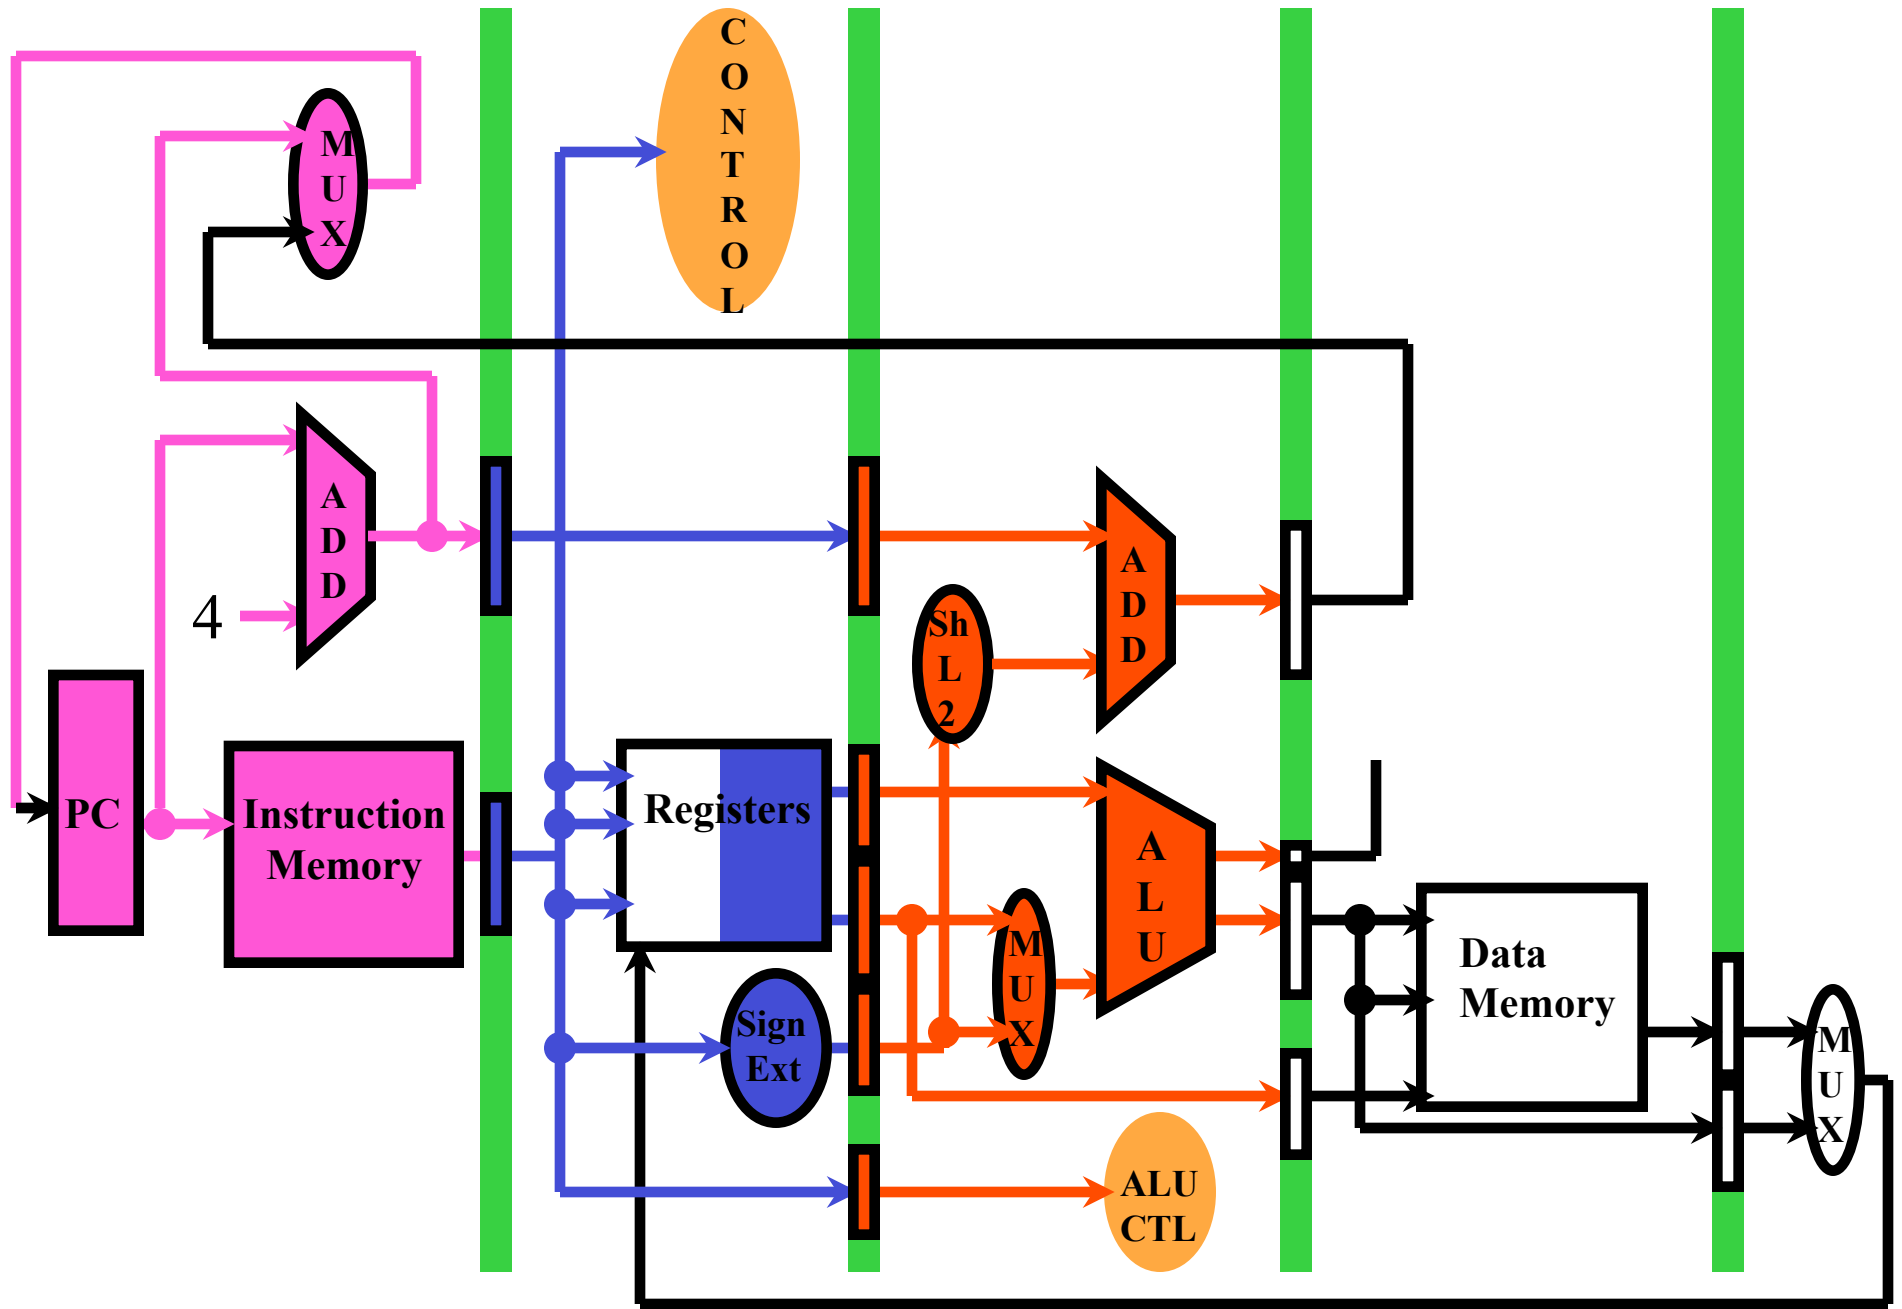 C
O
N
T
R
O
L
M
U
X
A
D
D
4
PC
Instruction
Memory
Registers
Sign
Ext
Sh
L
2
A
D
D
A
L
U
M
U
X
ALU
CTL
Data
Memory
M
U
X